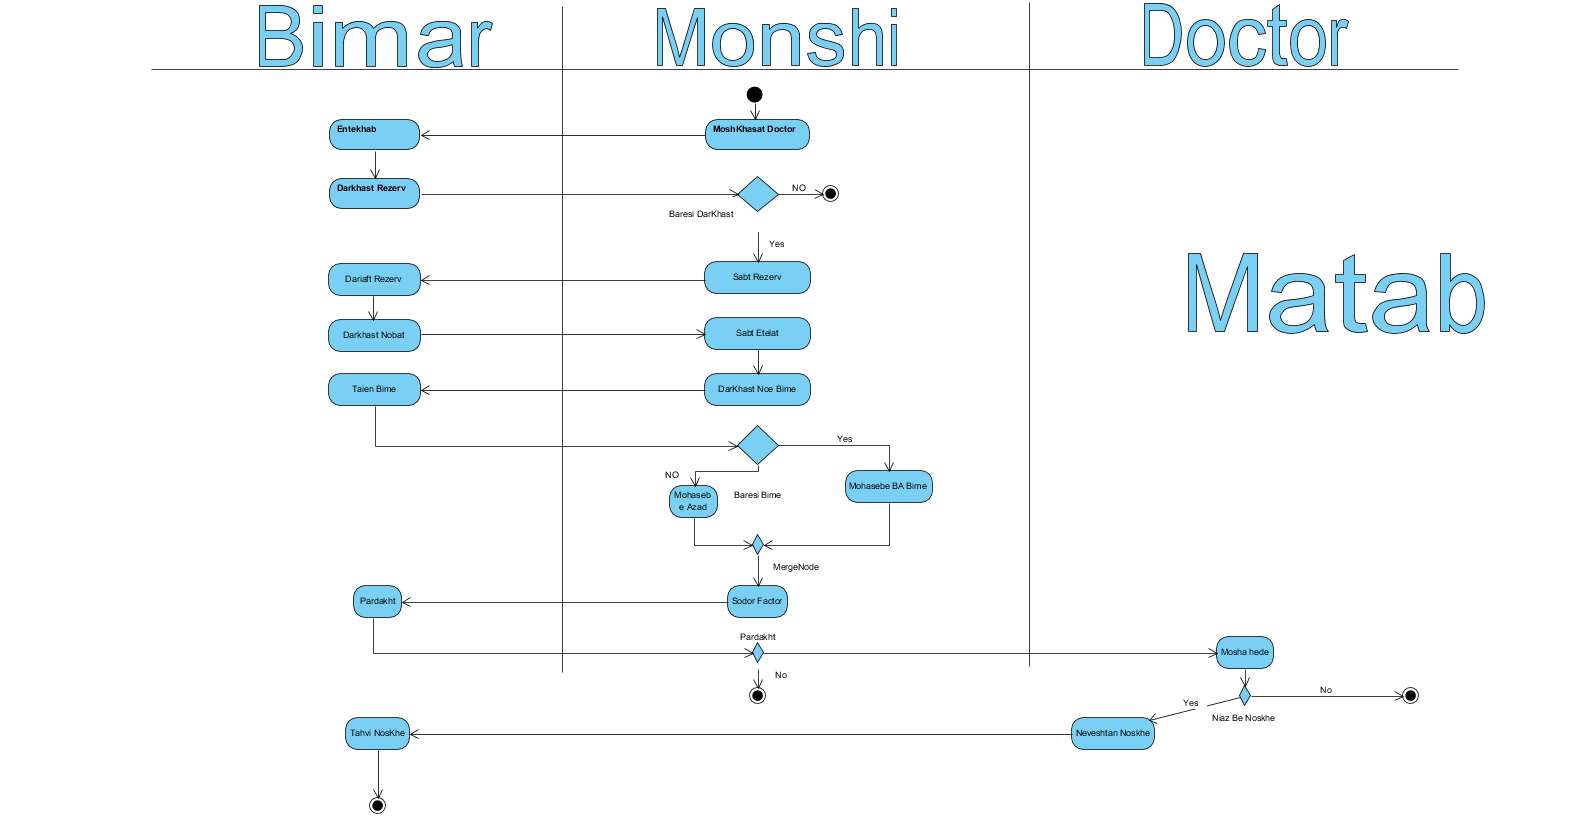 Bimar
Monshi
Doctor
Entekhab
MoshKhasat Doctor
Darkhast Rezerv
NO
Baresi DarKhast
Yes
Dariaft Rezerv
Sabt Rezerv
Matab
Darkhast Nobat
Sabt Etelat
Taien Bime
DarKhast Noe Bime
Yes
NO
Mohaseb
e Azad
Baresi Bime
Mohasebe BA Bime
MergeNode
Pardakht
Sodor Factor
Pardakht
Mosha hede
No
No
Yes
Niaz Be Noskhe
Tahvi NosKhe
Neveshtan Noskhe